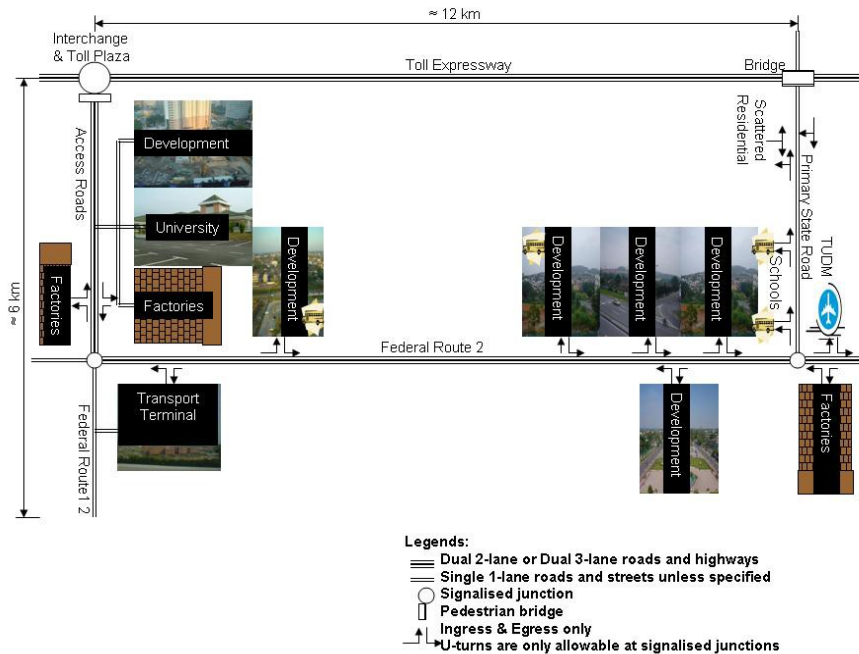 ≈ 12 km
Interchange
& Toll Plaza
Toll Expressway
Bridge
Access Roads
Development
University
Factories
Factories
Development
Scattered
Residential
Primary State Road
Development
Development
Development
Schools
TUDM
≈ 6 km
Federal Route 2
Transport
Terminal
Federal Route1 2
Development
Factories
Legends:
Dual 2-lane or Dual 3-lane roads and highways
Single 1-lane roads and streets unless specified
Signalised junction
Pedestrian bridge
Ingress & Egress only
U-turns are only allowable at signalised junctions